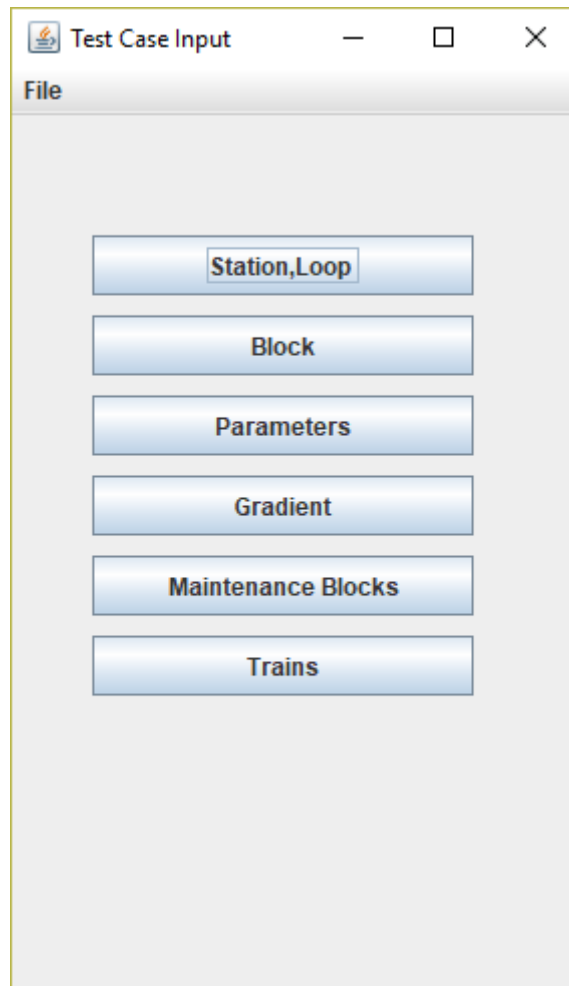 Test Case Input
File
Station,Loop
Block
Parameters
Gradient
Maintenance Blocks
Trains